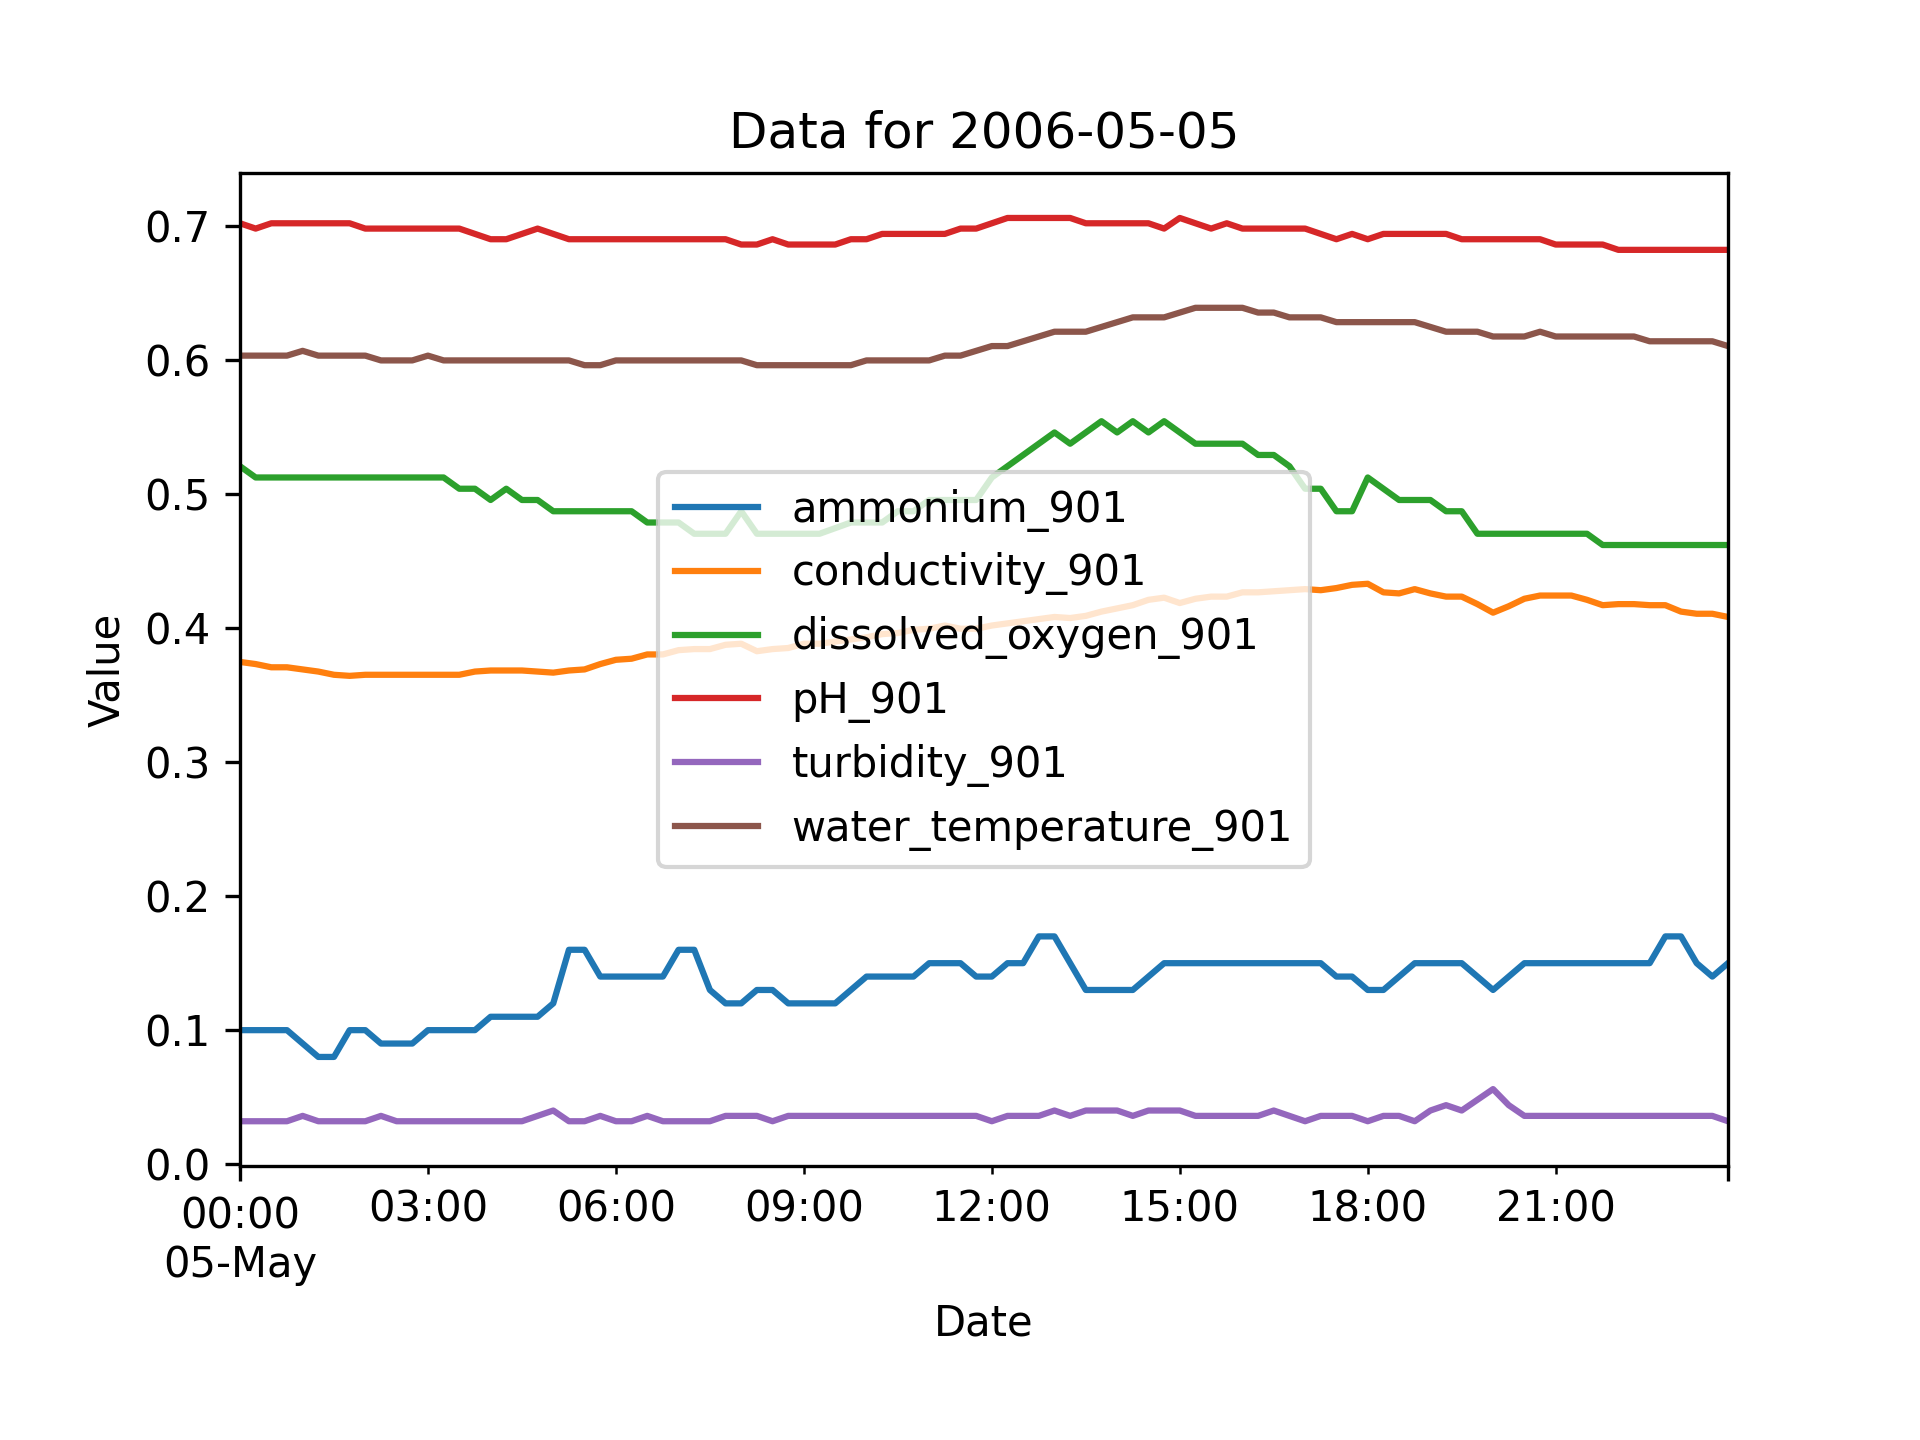 Data for 2006-05-05
Value
0.7
0.6
0.5
0.4
0.3
0.2
0.1
0.0
ammonium_901
conductivity_901
dissolved_oxygen_901
pH_901
turbidity_901
water_temperature_901
00:00 03:00 06:00 09:00 12:00 15:00 18:00 21:00
05-May
Date